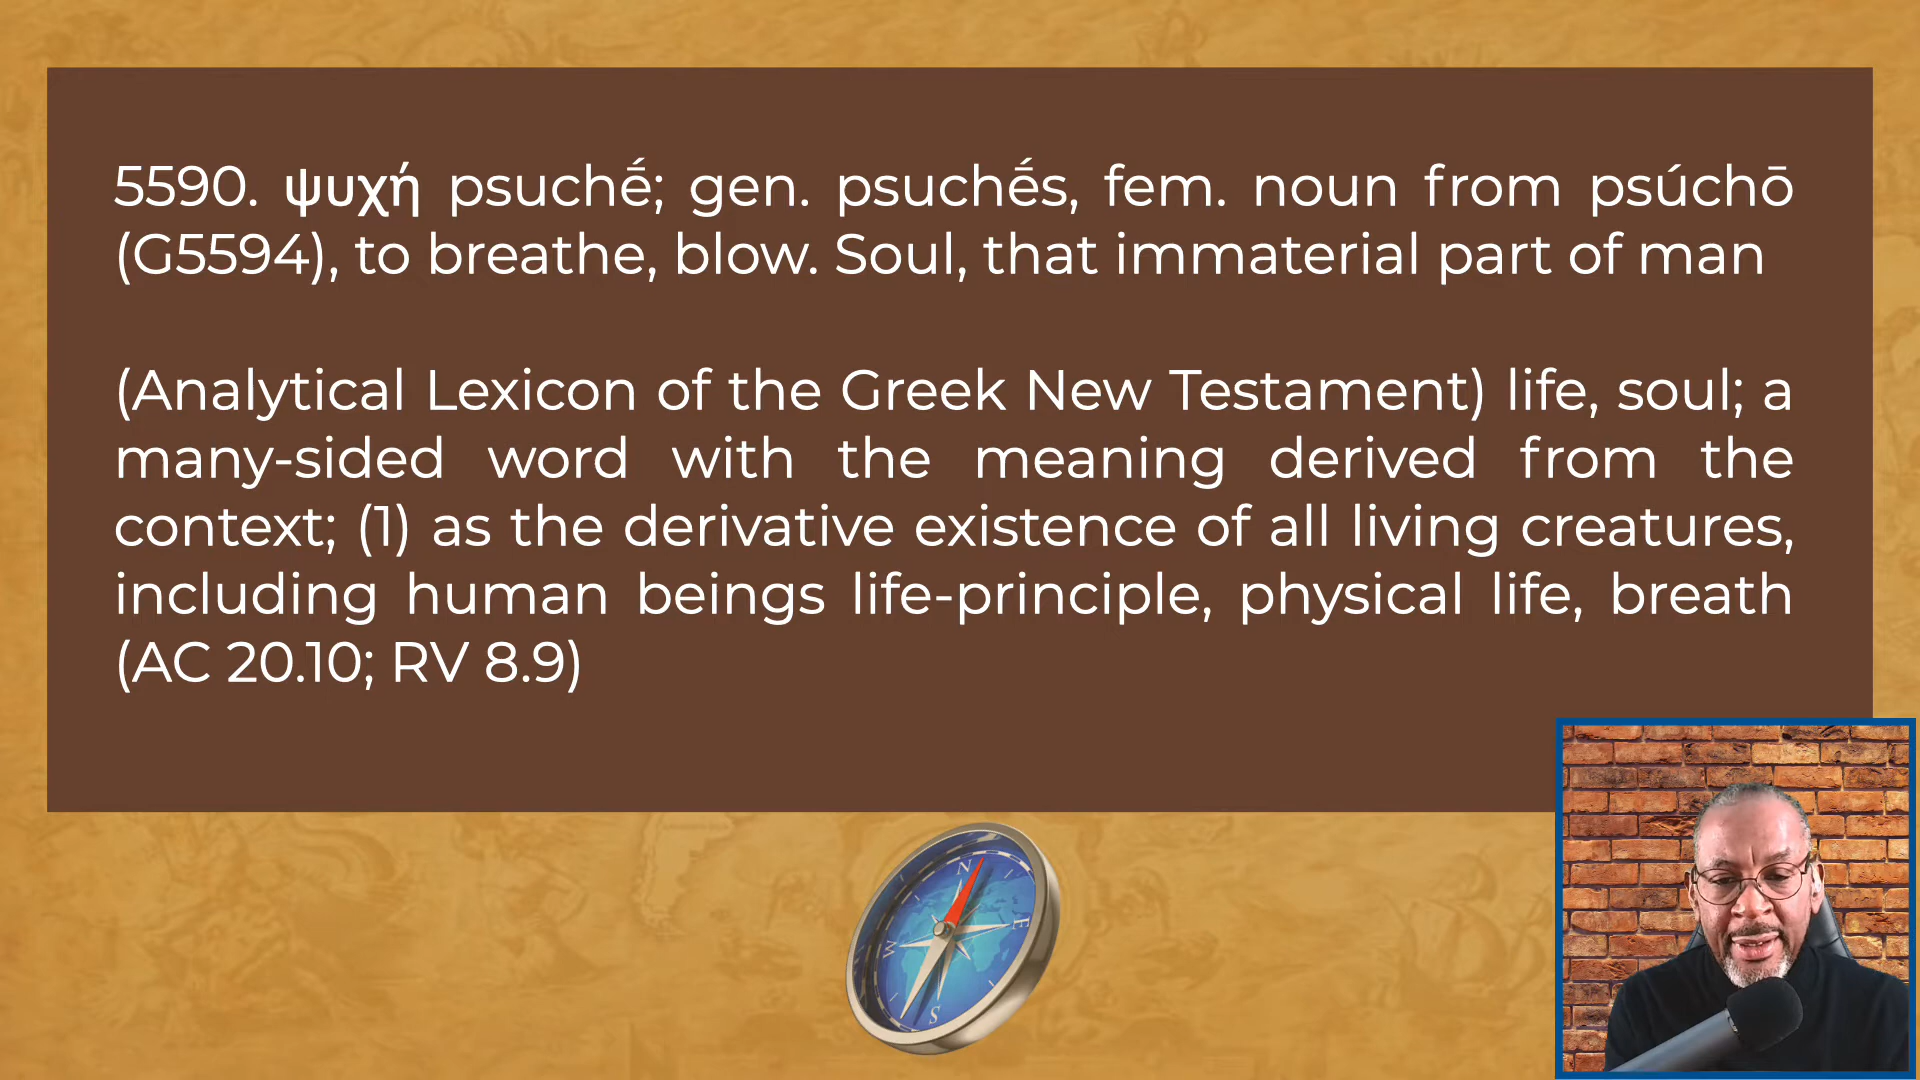 5590. ψυχή psuchḗ; gen. psuchḗs, fem. noun from psúchō
(G5594), to breathe, blow. Soul, that immaterial part of man
(Analytical Lexicon of the Greek New Testament) life, soul; a
many-sided word with the meaning derived from the
context; (1) as the derivative existence of all living creatures,
including human beings life-principle, physical life, breath
(AC 20.10; RV 8.9)
N
E
W
S